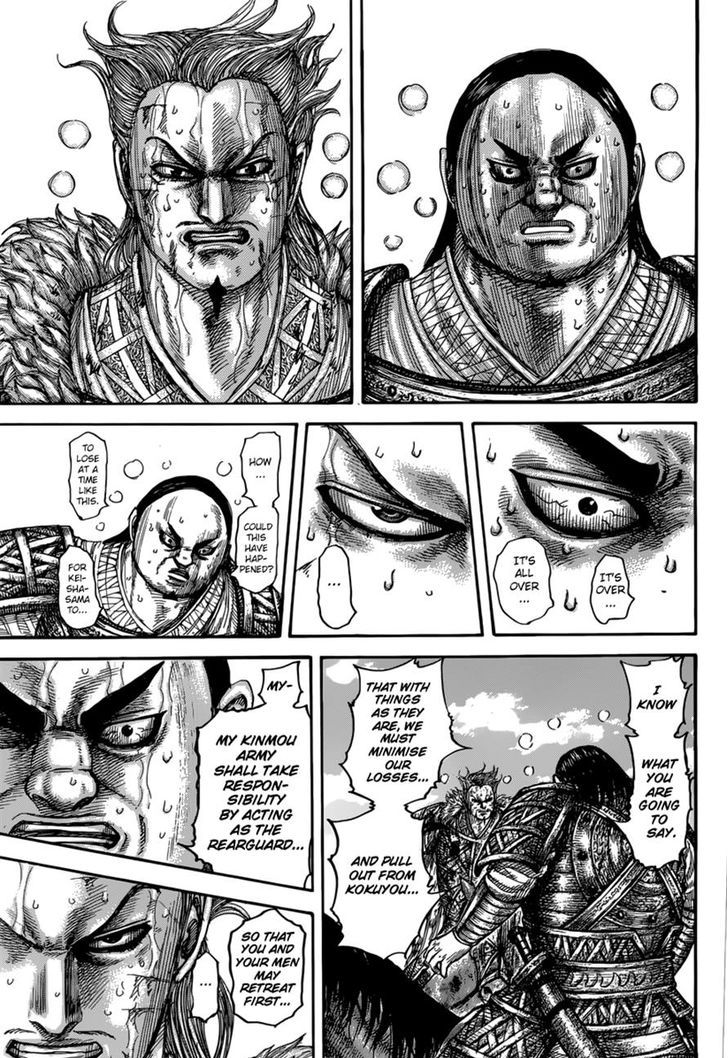 IT'S
OVER
...
IT'S
ALL
OVER
...
...
HOW
...
COULD
THIS
HAVE
HAP-
PENED?
TO
LOSE
AT A
TIME
LIKE
THIS.
FOR
KEI-
SHA-
SAMA
TO...
I
KNOW
WHAT
YOU
ARE
GOING
TO
SAY.
THAT WITH
THINGS
AS THEY
ARE, WE
MUST
MINIMISE
OUR
LOSSES...
AND PULL
OUT FROM
KOKUYOU...
MY-
MY KINMOU
ARMY
SHALL TAKE
RESPON-
SIBILITY
BY ACTING
AS THE
REARGUARD...
SO THAT
YOU AND
YOUR MEN
MAY
RETREAT
FIRST...
...